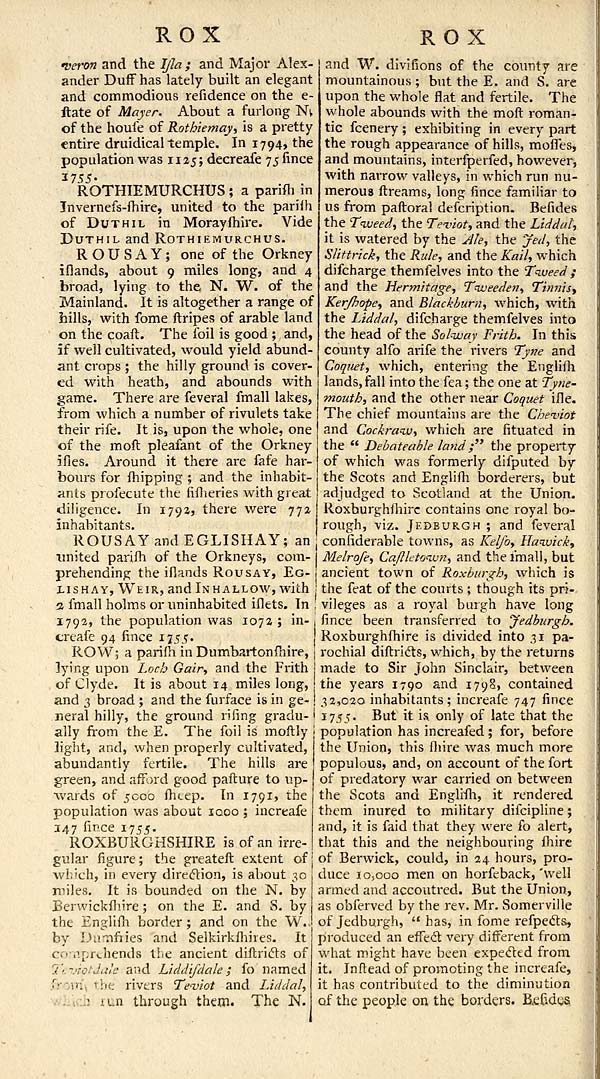 ROX
veron and the Iſla; and Major Alex-
ander Duff has lately built an elegant
and commodious reſidence on the e-
ſtate of Mayer. About a furlong N.
of the houſe of Rothiemay, is a pretty
entire druidical temple. In 1794, the
population was 1125; decreaſe 75 ſince
1755.
ROTHIEMURCHUS; a pariſh in
Inverneſs-ſhire, united to the pariſh
of DUTHIL in Morayſhire. Vide
DUTHIL and ROTHIEMURCHUS.
ROUSAY; one of the Orkney
iſlands, about 9 miles long, and 4
broad, lying to the N. W. of the
Mainland. It is altogether a range of
hills, with ſome ſtripes of arable land
on the coaſt. The ſoil is good; and,
if well cultivated, would yield abund-
ant crops; the hilly ground is cover-
ed with heath, and abounds with
game. There are ſeveral ſmall lakes,
from which a number of rivulets take
their riſe. It is, upon the whole, one
of the moſt pleaſant of the Orkney
iſles. Around it there are ſafe har-
bours for ſhipping; and the inhabit-
ants proſecute the fiſheries with great
diligence. In 1792, there were 772
inhabitants.
ROUSAY and EGLISHAY; an
united pariſh of the Orkneys, com-
prehending the iſlands ROUSAY, EG-
LISHAY, WEIR, and INHALLOW, with
2 ſmall holms or uninhabited iſlets. In
1792, the population was 1072; in-
creaſe 94 ſince 1755.
ROW; a pariſh in Dumbartonſhire,
lying upon Loch Gair, and the Frith
of Clyde. It is about 14 miles long,
and 3 broad; and the ſurface is in ge-
neral hilly, the ground riſing gradu-
ally from the E. The ſoil is moſtly
light, and, when properly cultivated,
abundantly fertile. The hills are
green, and afford good paſture to up-
wards of 5000 ſheep. In 1791, the
population was about 1000; increaſe
147 ſince 1755.
ROXBURGHSHIRE is of an irre-
gular figure; the greateſt extent of
which, in every direction, is about 30
miles. It is bounded on the N. by
Berwickſhire; on the E. and S. by
the Engliſh border; and on the W.
by Dumfries and Selkirkſhires. It
comprehends the ancient diſtricts of
Teviotdale and Liddiſdale; ſo named
from the rivers Teviot and Liddal,
which run through them. The N.
ROX
and W. diviſions of the county are
mountainous; but the E. and S. are
upon the whole flat and fertile. The
whole abounds with the moſt roman-
tic ſcenery; exhibiting in every part
the rough appearance of hills, moſſes,
and mountains, interſperſed, however,
with narrow valleys, in which run nu-
merous ſtreams, long ſince familiar to
us from paſtoral deſcription. Beſides
the Tweed, the Teviot, and the Liddal,
it is watered by the Ale, the Jed, the
Slittrick, the Rule, and the Kail, which
diſcharge themſelves into the Tweed;
and the Hermitage, Tweeden, Tinnis,
Kerſhope, and Blackburn, which, with
the Liddal, diſcharge themſelves into
the head of the Solway Frith. In this
county alſo ariſe the rivers Tyne and
Coquet, which, entering the Engliſh
lands, fall into the ſea; the one at Tyne-
mouth, and the other near Coquet iſle.
The chief mountains are the Cheviot
and Cockraw, which are ſituated in
the " Debateable land;" the property
of which was formerly diſputed by
the Scots and Engliſh borderers, but
adjudged to Scotland at the Union.
Roxburghſhire contains one royal bo-
rough, viz. JEDBURGH; and ſeveral
conſiderable towns, as Kelſo, Hawick,
Melroſe, Caſtletown, and the ſmall, but
ancient town of Roxburgh, which is
the ſeat of the courts; though its pri-
vileges as a royal burgh have long
ſince been transferred to Jedburgh.
Roxburghſhire is divided into 31 pa-
rochial diſtricts, which, by the returns
made to Sir John Sinclair, between
the years 1790 and 1798, contained
32,020 inhabitants; increaſe 747 ſince
1755. But it is only of late that the
population has increaſed; for, before
the Union, this ſhire was much more
populous, and, on account of the ſort
of predatory war carried on between
the Scots and Engliſh, it rendered
them inured to military diſcipline;
and, it is ſaid that they were ſo alert,
that this and the neighbouring ſhire
of Berwick, could, in 24 hours, pro-
duce 10,000 men on horſeback, well
armed and accoutred. But the Union,
as obſerved by the rev. Mr. Somerville
of Jedburgh, " has, in ſome reſpects,
produced an effect very different from
what might have been expected from
it. Inſtead of promoting the increaſe,
it has contributed to the diminution
of the people on the borders. Beſides